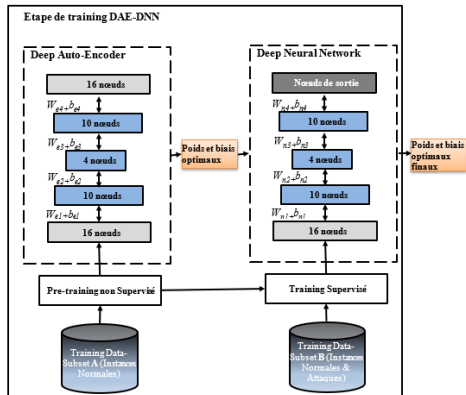 Etape de training DAE-DNN
Deep Auto-Encoder
16 nœuds
We4+be4
10 nœuds
We3+be3
4 nœuds
We2+be2
10 nœuds
We1+be1
16 nœuds
Poids et biais
optimaux
Deep Neural Network
Nœuds de sortie
Wn4+bn4
10 nœuds
Wn3+bn3
4 nœuds
Wn2+bn2
10 nœuds
Wn1+bn1
16 nœuds
Poids et biais
optimaux
finaux
Pre-training non Supervisé
Training Supervisé
Training Data-
Subset A (Instances
Normales)
Training Data-
Subset B (Instances
Normales &
Attaques)